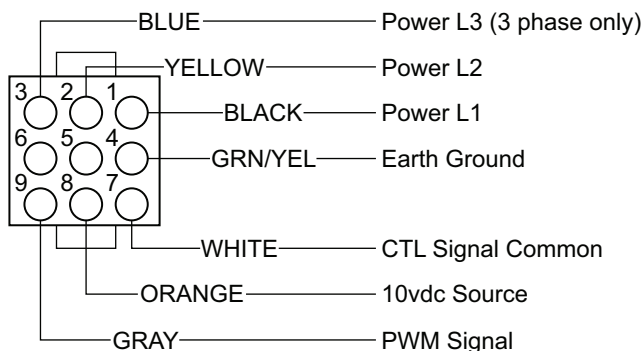 BLUE Power L3 (3 phase only)
YELLOW Power L2
3 2 1
BLACK Power L1
6 5 4
GRN/YEL Earth Ground
9 8 7
WHITE CTL Signal Common
ORANGE 10vdc Source
GRAY PWM Signal